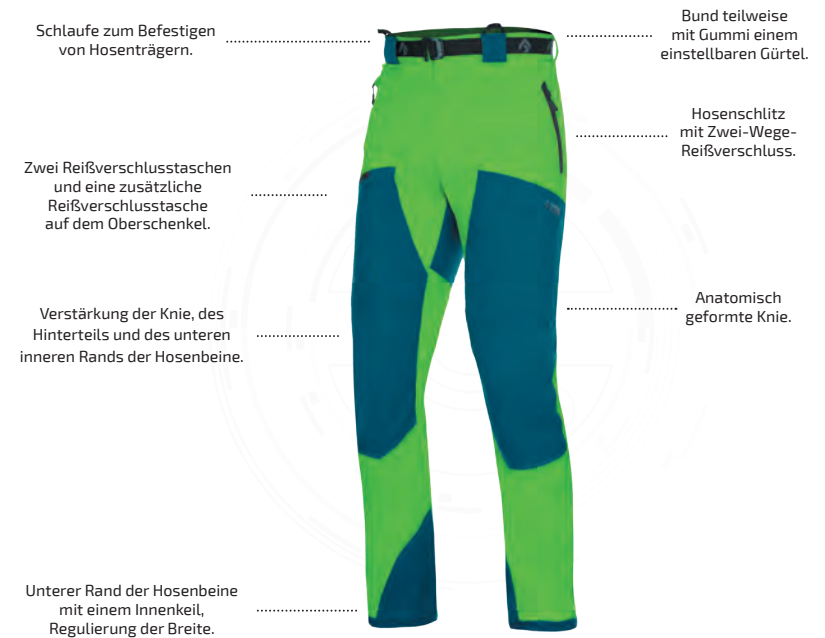 Schlaufe zum Befestigen
von Hosenträgern.
Bund teilweise
mit Gummi einem
einstellbaren Gürtel.
Hosenschlitz
mit Zwei-Wege-
Reißverschluss.
Zwei Reißverschlusstaschen
und eine zusätzliche
Reißverschlusstasche
auf dem Oberschenkel.
Anatomisch
geformte Knie.
Verstärkung der Knie, des
Hinterteils und des unteren
inneren Rands der Hosenbeine.
Unterer Rand der Hosenbeine
mit einem Innenkeil,
Regulierung der Breite.